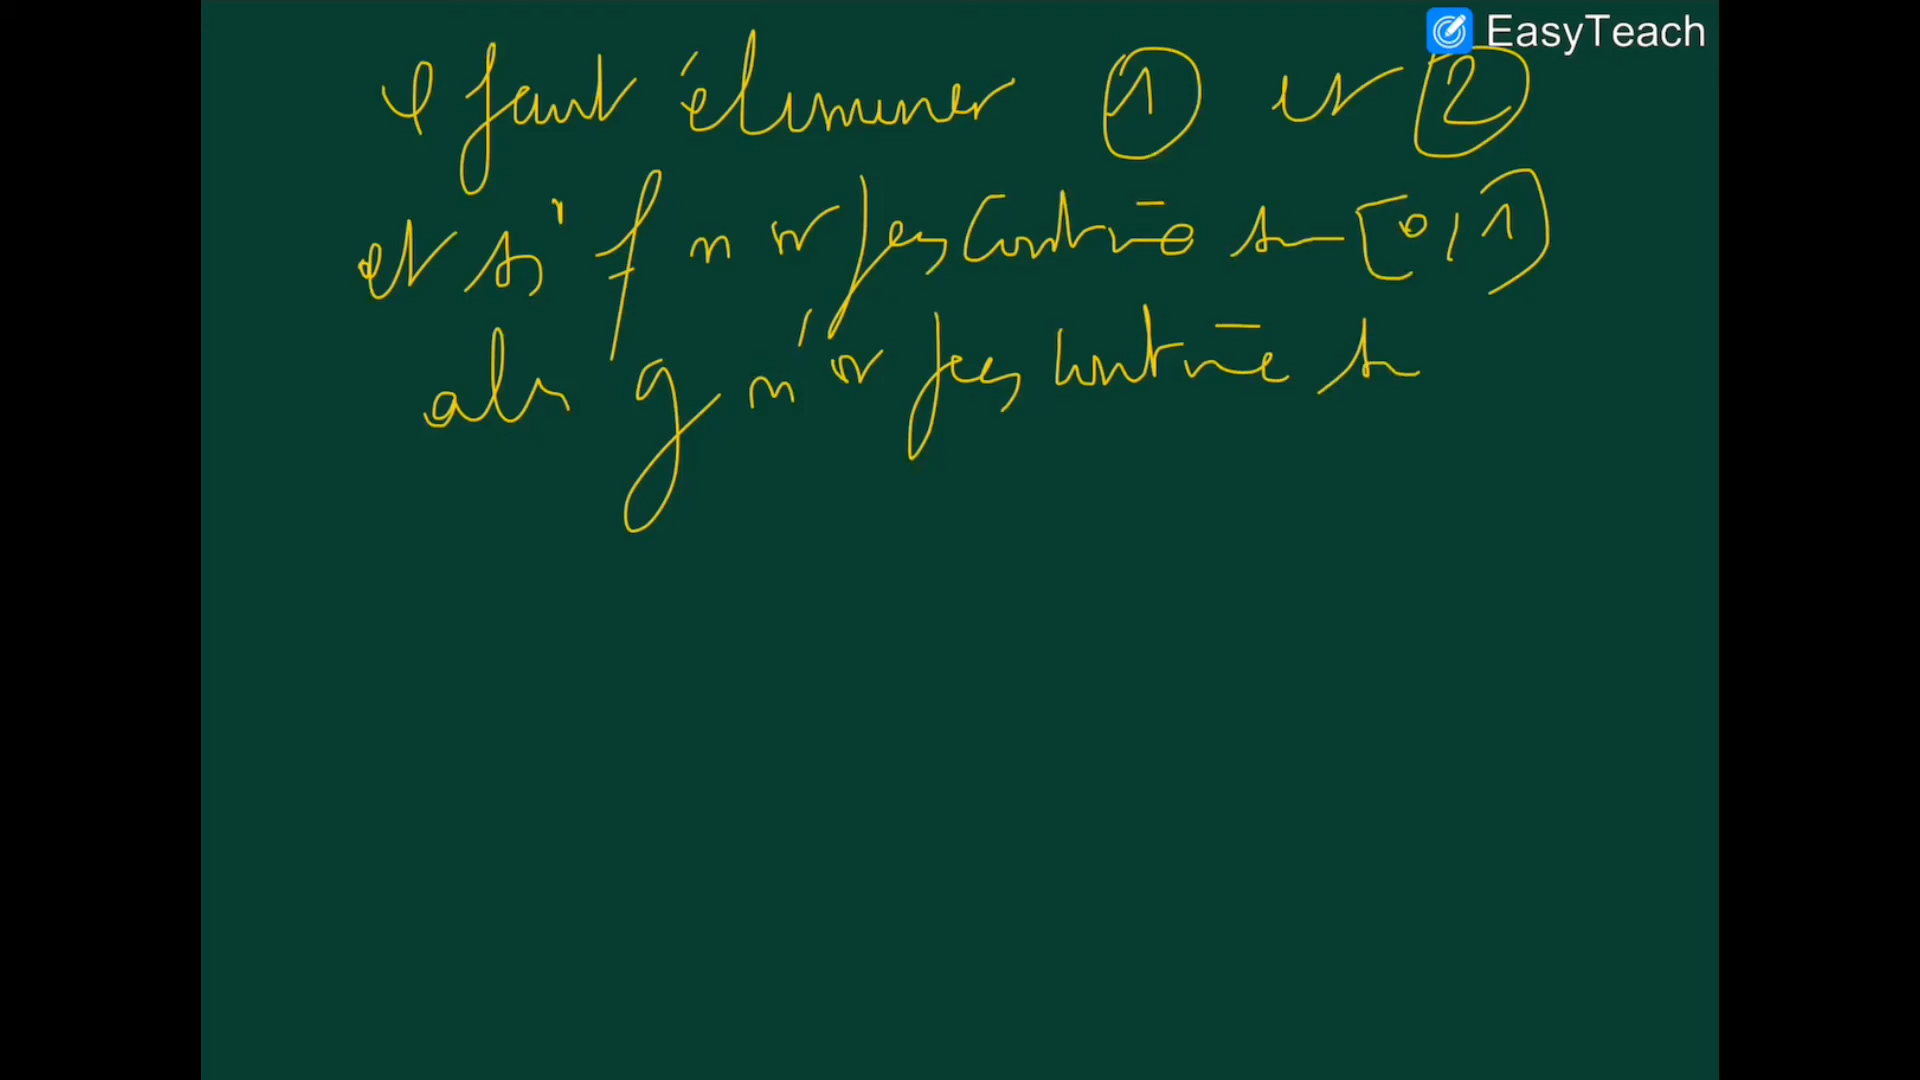 EasyTeach
Il faut éliminer ① et ②
et si f n'est pas continue sur [0,1]
alors g n'est pas continue sur